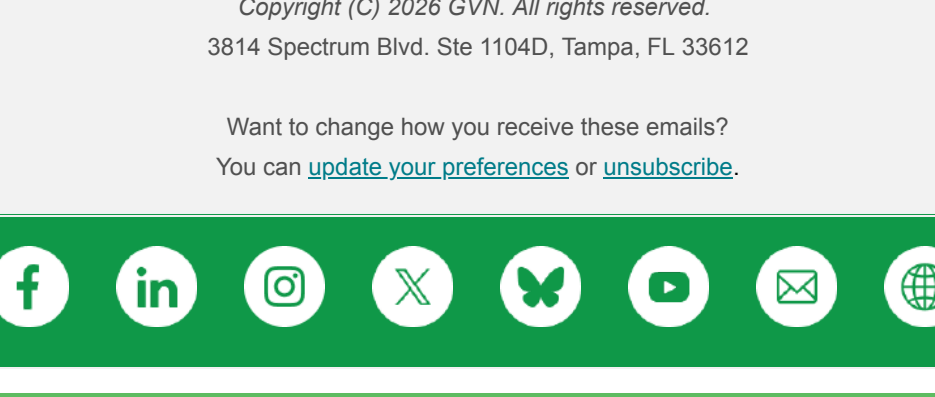 Copyright (C) 2026 GVN. All rights reserved.
3814 Spectrum Blvd. Ste 1104D, Tampa, FL 33612
Want to change how you receive these emails?
You can update your preferences or unsubscribe.